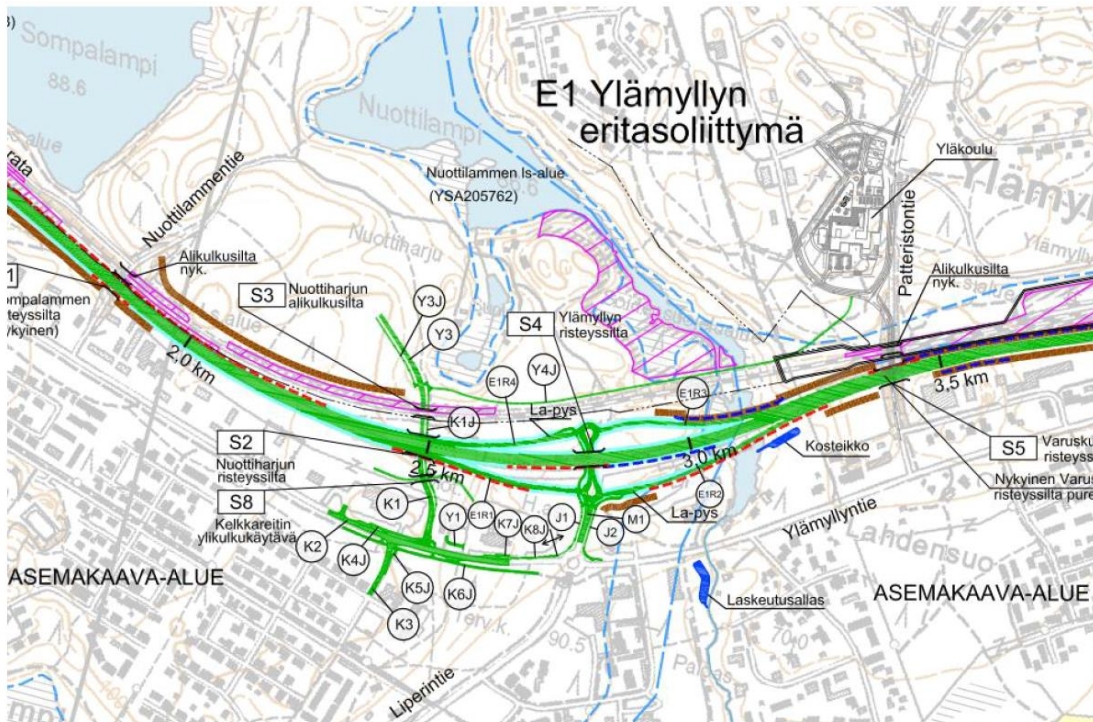 3)
Sompalampi
88.6
E1 Ylämyllyn
eritasoliittymä
Nuottilampi
Yläkoulu
rata
Nuottilammentie
Nuottilammen ls-alue
(YSA205762)
Patteristontie
Nuottiharju
Alikulkusilta
nyk.
S3
Nuottiharjun
alikulkusilta
Alikulkusilta
nyk.
S4
Ylämyllyn
risteyssilta
Y3J
Y3
E1R4
Y4J
E1R3
La-pys
2,0 km
K1J
3,5 km
S2
Nuottiharjun
risteyssilta
2,5 km
3,0 km
Kosteikko
S5
Varusku
risteyss
Nykyinen Varus
risteyssilta pure
S8
Kelkkareitin
ylikulkukäytävä
K1
Y1
E1R1
K7J
K8J
J1
J2
M1
La-pys
E1R2
Ylämyllyntie
K2
K4J
K5J
K6J
K3
ASEMAKAAVA-ALUE
Laskeutusallas
ASEMAKAAVA-ALUE
90.5
Liperintie